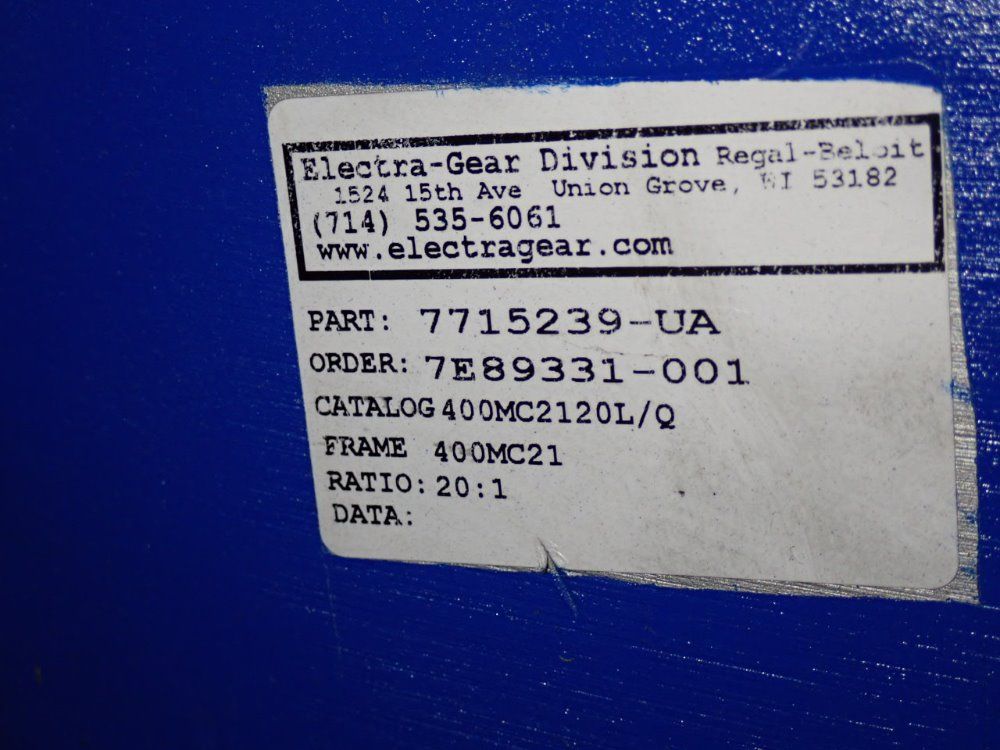 Electra-Gear Division Regal-Beloit
1524 15th Ave Union Grove, WI 53182
(714) 535-6061
www.electragear.com
PART: 7715239-UA
ORDER: 7E89331-001
CATALOG 400MC2120L/Q
FRAME 400MC21
RATIO: 20:1
DATA: